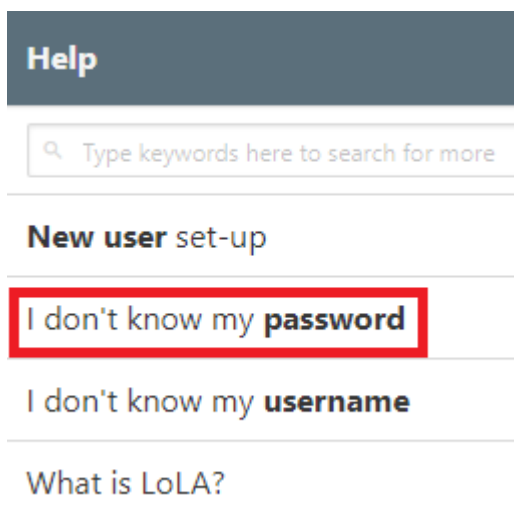 Help
Type keywords here to search for more
New user set-up
I don't know my password
I don't know my username
What is LoLA?